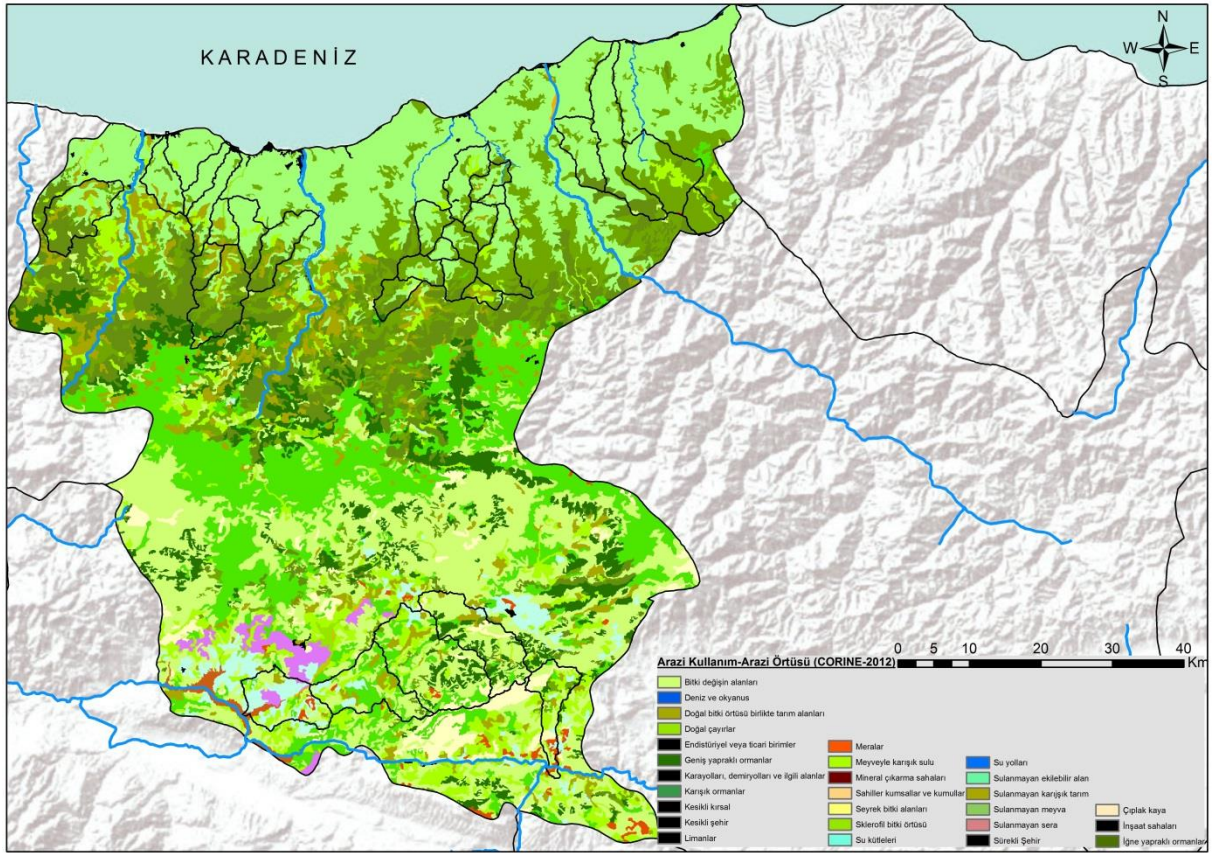 KARADENİZ
N
W E
S
Arazi Kullanım-Arazi Örtüsü (CORINE-2012)
0 5 10 20 30 40 Km
Bitki değişin alanları
Deniz ve okyanus
Doğal bitki örtüsü birlikte tarım alanları
Doğal çayırlar
Endistüriyel veya ticari birimler
Geniş yapraklı ormanlar
Karayolları, demiryolları ve ilgili alanlar
Karışık ormanlar
Kesikli kırsal
Kesikli şehir
Limanlar
Meralar
Meyveyle karışık sulu
Mineral çıkarma sahaları
Sahiller kumsallar ve kumullar
Seyrek bitki alanları
Sklerofil bitki örtüsü
Su kütleleri
Su yolları
Sulanmayan ekilebilir alan
Sulanmayan karışık tarım
Sulanmayan meyva
Sulanmayan sera
Sürekli Şehir
Çıplak kaya
İnşaat sahaları
İğne yapraklı ormanlar